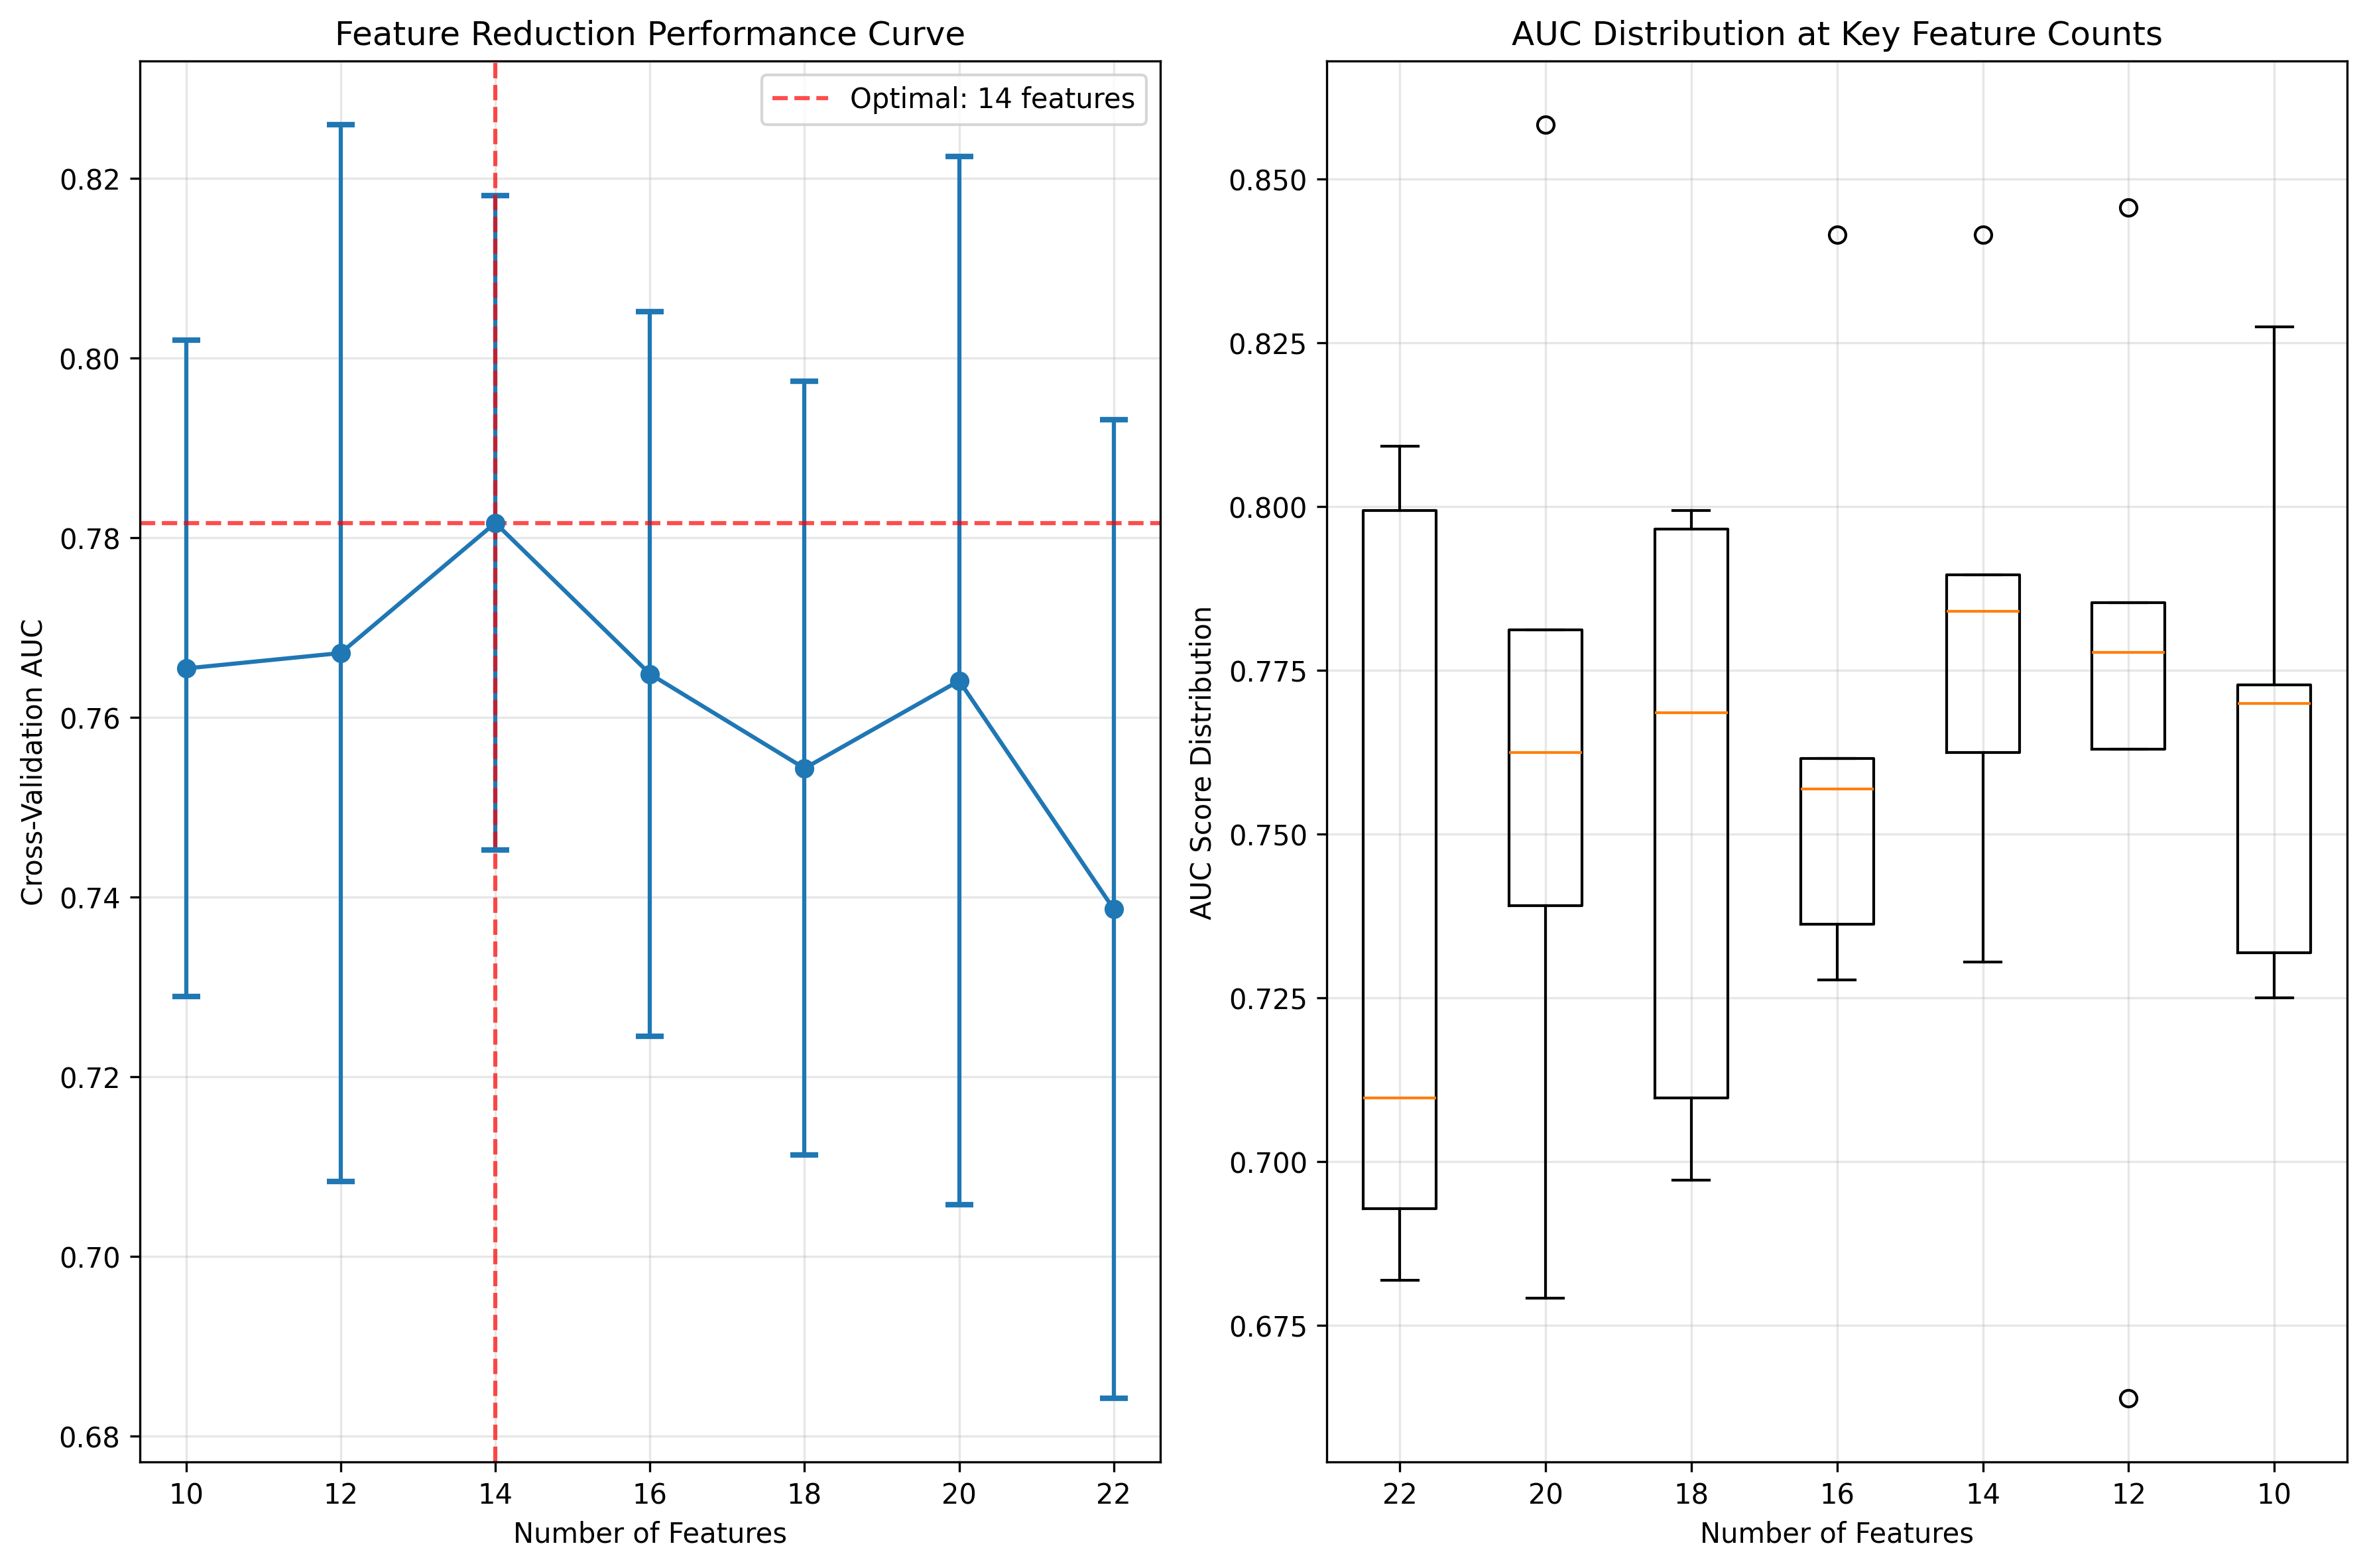 Feature Reduction Performance Curve
Optimal: 14 features
Cross-Validation AUC
0.82
0.80
0.78
0.76
0.74
0.72
0.70
0.68
10 12 14 16 18 20 22
Number of Features
AUC Distribution at Key Feature Counts
AUC Score Distribution
0.850
0.825
0.800
0.775
0.750
0.725
0.700
0.675
22 20 18 16 14 12 10
Number of Features